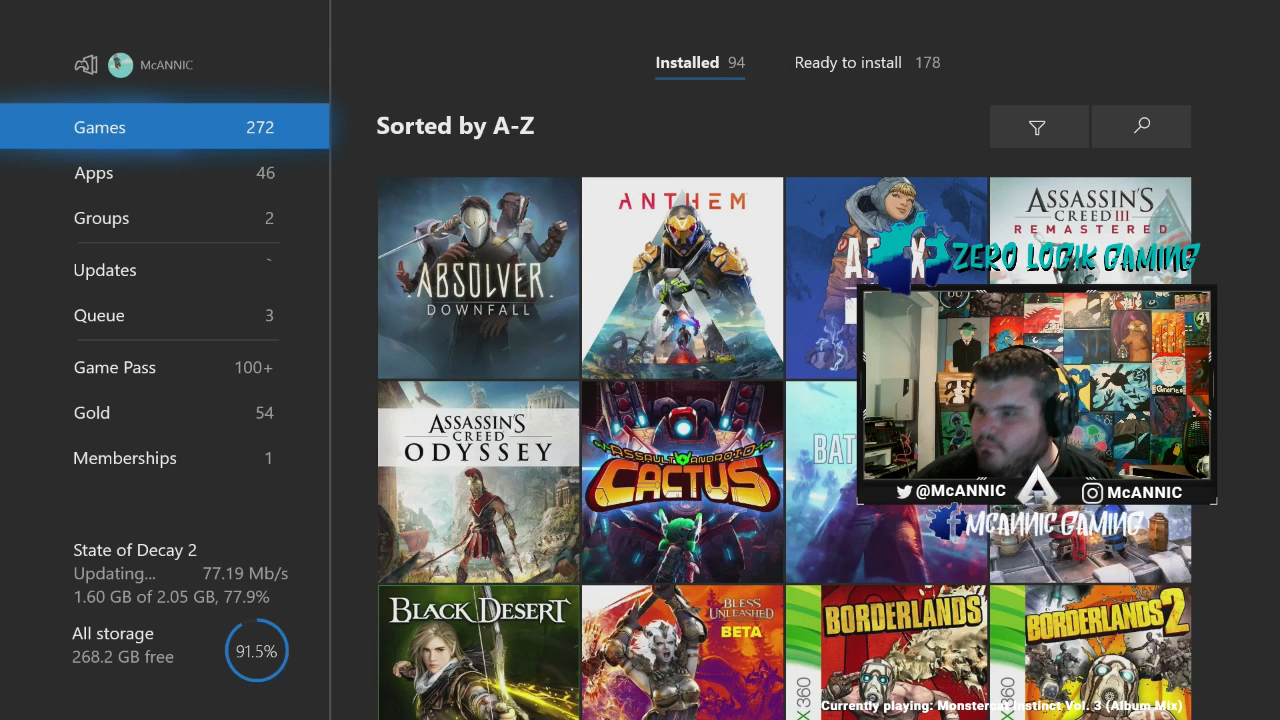 McANNIC
Installed 94
Ready to install 178
Games 272
Sorted by A-Z
Apps 46
Groups 2
Updates
Queue 3
Game Pass 100+
Gold 54
Memberships 1
State of Decay 2
Updating... 77.19 Mb/s
1.60 GB of 2.05 GB, 77.9%
All storage
268.2 GB free
91.5%
ABSOLVER
DOWNFALL
ANTHEM
ASSASSIN'S
CREED III
REMASTERED
ZERO LOGIK GAMING
ASSASSIN'S
CREED
ODYSSEY
ASSAULT ANDROID
CACTUS
BAT
@McANNIC
McANNIC
MCANNIC GAMING
BLACK DESERT
BLESS
UNLEASHED
BETA
BORDERLANDS
BORDERLANDS 2
360
360
Currently playing: Monstercat Instinct Vol. 3 (Album Mix)